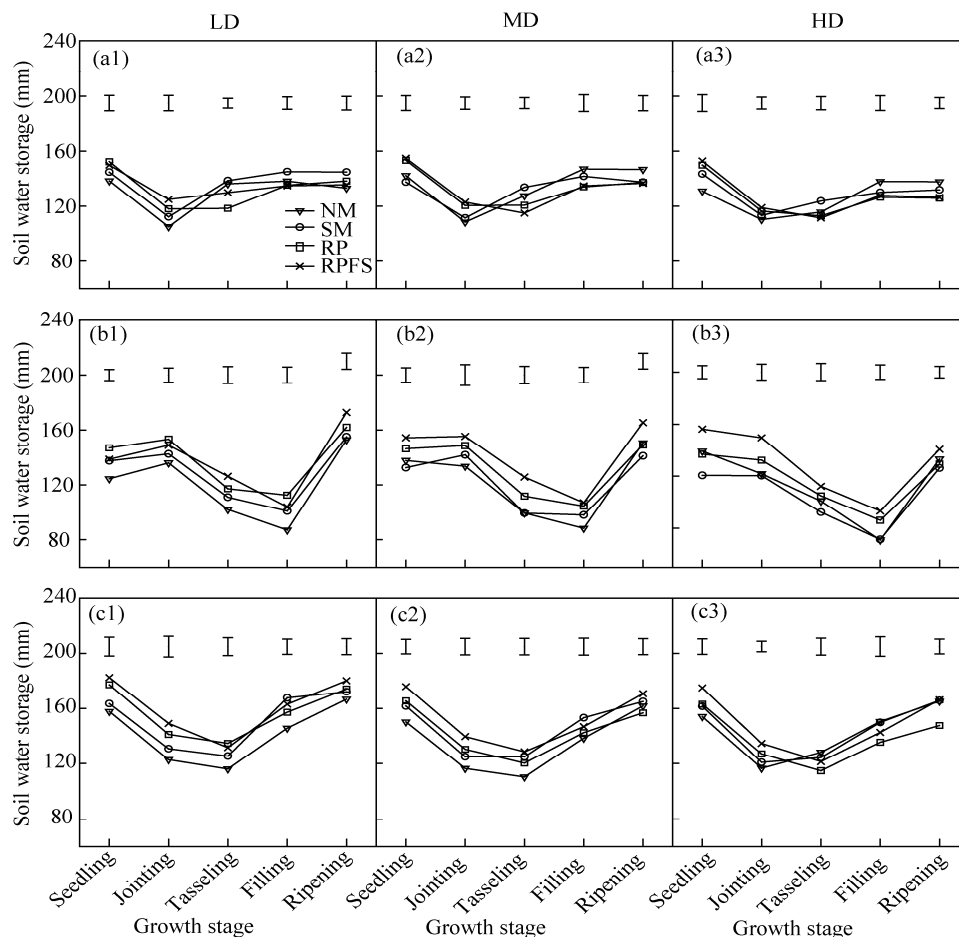 LD MD HD
240
200
160
120
80
Soil water storage (mm)
(a1) (a2) (a3)
NM
SM
RP
RPFS
240
200
160
120
80
Soil water storage (mm)
(b1) (b2) (b3)
240
200
160
120
80
Soil water storage (mm)
(c1) (c2) (c3)
Seedling Jointing Tasseling Filling Ripening
Seedling Jointing Tasseling Filling Ripening
Seedling Jointing Tasseling Filling Ripening
Growth stage Growth stage Growth stage